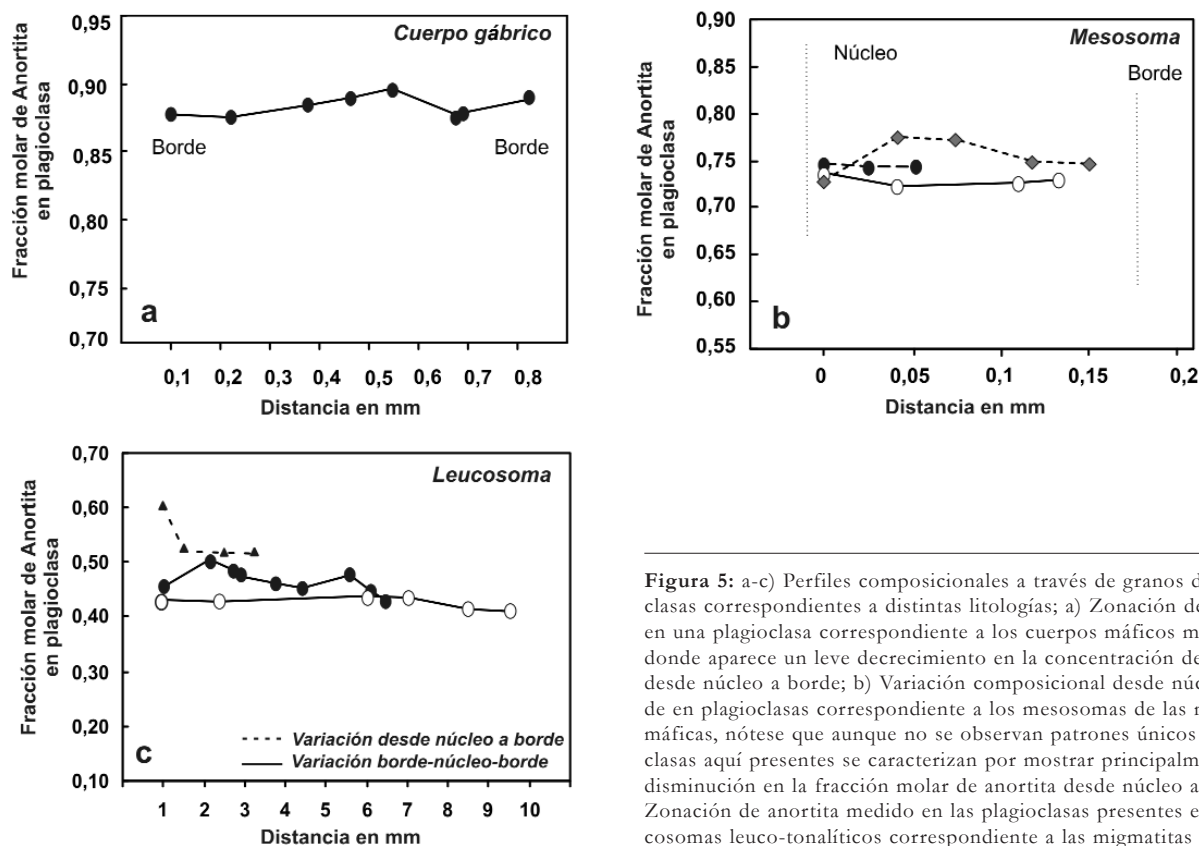 0,95
0,90
0,85
0,80
0,75
0,70
Fracción molar de Anortita
en plagioclasa
Cuerpo gábrico
Borde
Borde
a
0,1 0,2 0,3 0,4 0,5 0,6 0,7 0,8
Distancia en mm
0,90
0,85
0,80
0,75
0,70
0,65
0,60
0,55
Fracción molar de Anortita
en plagioclasa
Mesosoma
Núcleo
Borde
b
0 0,05 0,1 0,15 0,2
Distancia en mm
0,70
0,60
0,50
0,40
0,30
0,20
0,10
Fracción molar de Anortita
en plagioclasa
Leucosoma
Variación desde núcleo a borde
Variación borde-núcleo-borde
c
1 2 3 4 5 6 7 8 9 10
Distancia en mm
Figura 5: a-c) Perfiles composicionales a través de granos d
clasas correspondientes a distintas litologías; a) Zonación de
en una plagioclasa correspondiente a los cuerpos máficos m
donde aparece un leve decrecimiento en la concentración de
desde núcleo a borde; b) Variación composicional desde núc
de en plagioclasas correspondiente a los mesosomas de las
máficas, nótese que aunque no se observan patrones únicos
clasas aquí presentes se caracterizan por mostrar principalm
disminución en la fracción molar de anortita desde núcleo a
Zonación de anortita medido en las plagioclasas presentes e
cosomas leuco-tonalíticos correspondiente a las migmatitas